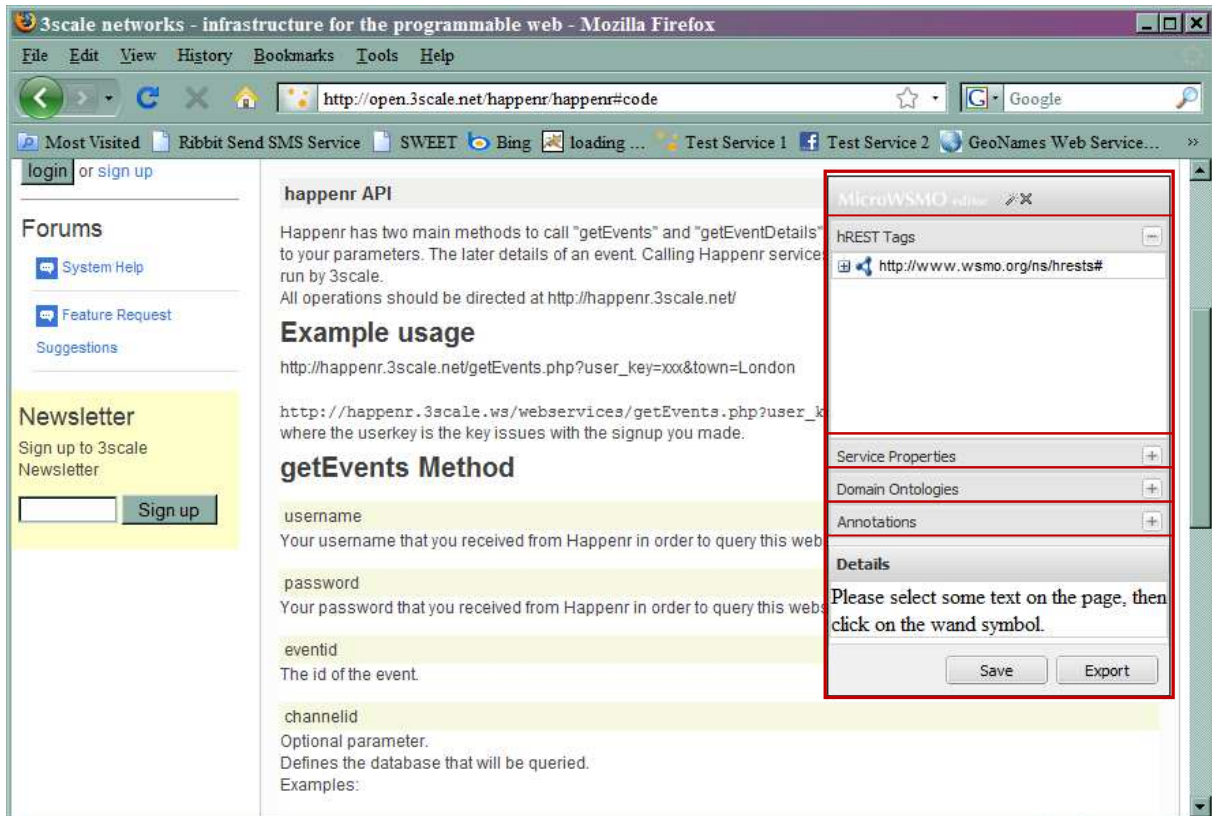 3scale networks - infrastructure for the programmable web - Mozilla Firefox
File Edit View History Bookmarks Tools Help
http://open.3scale.net/happenr/happenr#code
G Google
Most Visited Ribbit Send SMS Service SWEET Bing loading ... Test Service 1 Test Service 2 GeoNames Web Service... »
login or sign up
Forums
System Help
Feature Request
Suggestions
Newsletter
Sign up to 3scale
Newsletter
Sign up
happenr API
Happenr has two main methods to call "getEvents" and "getEventDetails"
to your parameters. The later details of an event. Calling Happenr services
run by 3scale.
All operations should be directed at http://happenr.3scale.net/
Example usage
http://happenr.3scale.net/getEvents.php?user_key=xxx&town=London
http://happenr.3scale.ws/webservices/getEvents.php?user_k
where the userkey is the key issues with the signup you made.
getEvents Method
username
Your username that you received from Happenr in order to query this web
password
Your password that you received from Happenr in order to query this webs
eventid
The id of the event.
channelid
Optional parameter.
Defines the database that will be queried.
Examples:
MicroWSMO editor
hREST Tags
http://www.wsmo.org/ns/hrests#
Service Properties
Domain Ontologies
Annotations
Details
Please select some text on the page, then
click on the wand symbol.
Save Export